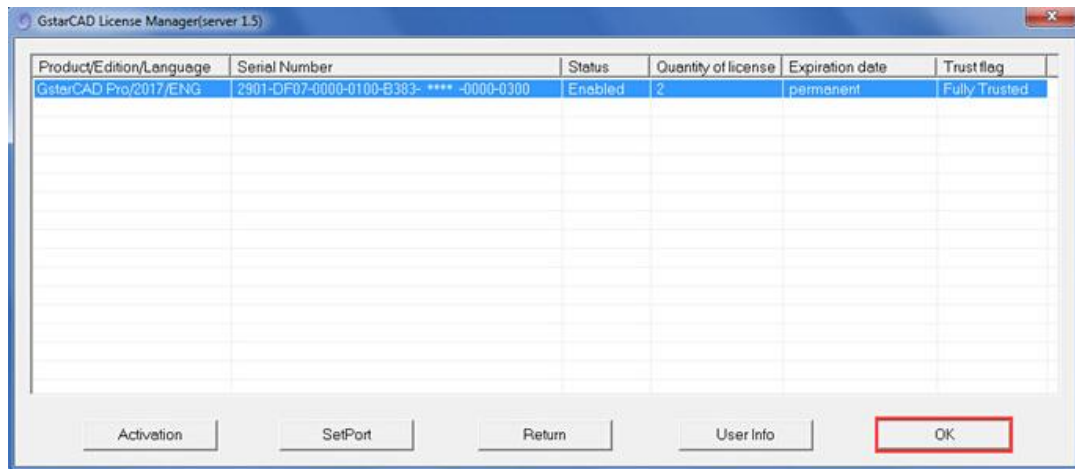 GstarCAD License Manager(server 1.5)
Product/Edition/Language Serial Number Status Quantity of license Expiration date Trust flag
GstarCAD Pro/2017/ENG 2901-DF07-0000-0100-B383- **** -0000-0300 Enabled 2 permanent Fully Trusted
Activation SetPort Return User Info OK